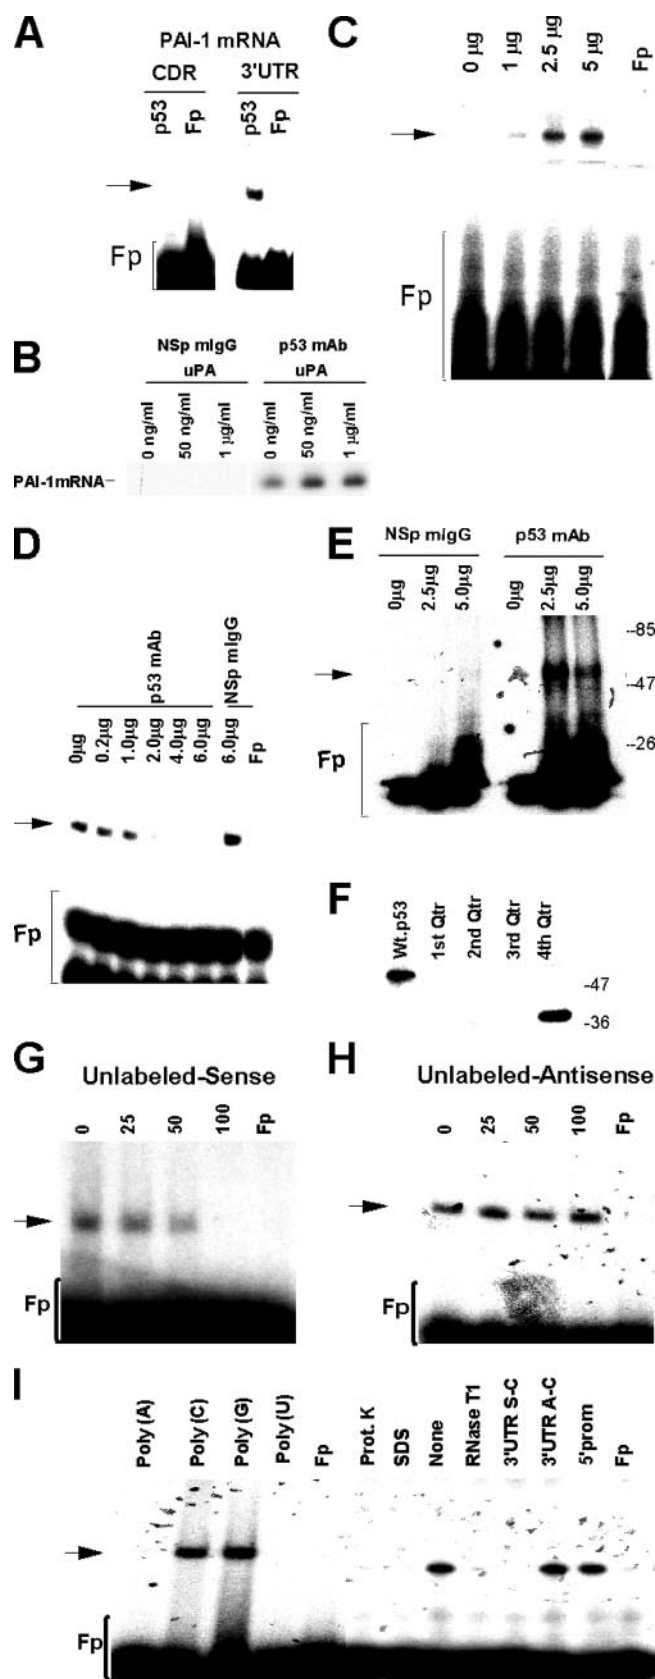 A
PAI-1 mRNA
CDR 3'UTR
p53 Fp p53 Fp
Fp
C
0 µg 1 µg 2.5 µg 5 µg Fp
Fp
B
NSp mIgG p53 mAb
uPA uPA
0 ng/ml 50 ng/ml 1 µg/ml 0 ng/ml 50 ng/ml 1 µg/ml
PAI-1mRNA–
D
p53 mAb NSp mIgG
0µg 0.2µg 1.0µg 2.0µg 4.0µg 6.0µg 6.0µg Fp
Fp
E
NSp mIgG p53 mAb
0µg 2.5µg 5.0µg 0µg 2.5µg 5.0µg
--85
--47
--26
Fp
F
Wt.p53 1st Qtr 2nd Qtr 3rd Qtr 4th Qtr
-47
-36
G
Unlabeled-Sense
0 25 50 100 Fp
Fp
H
Unlabeled-Antisense
0 25 50 100 Fp
Fp
I
Poly (A) Poly (C) Poly (G) Poly (U) Fp Prot. K SDS None RNase T1 3'UTR S-C 3'UTR A-C 5'prom Fp
Fp